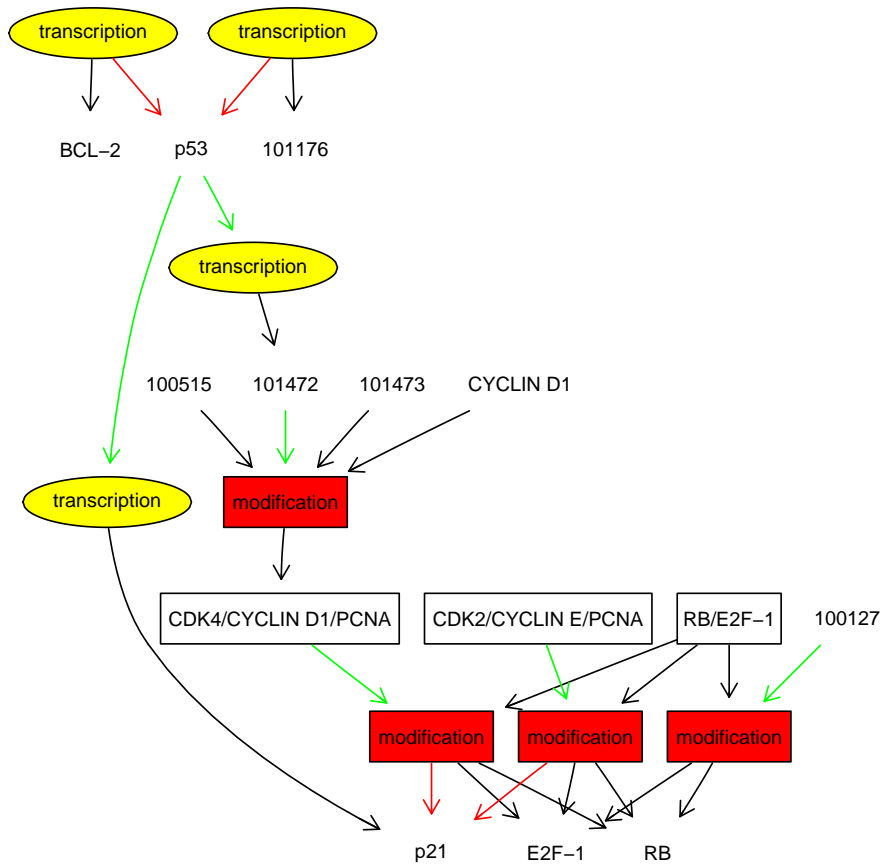 transcription
transcription
BCL−2
p53
101176
transcription
100515
101472
101473
CYCLIN D1
transcription
modification
CDK4/CYCLIN D1/PCNA
CDK2/CYCLIN E/PCNA
RB/E2F−1
100127
modification
modification
modification
p21
E2F−1
RB